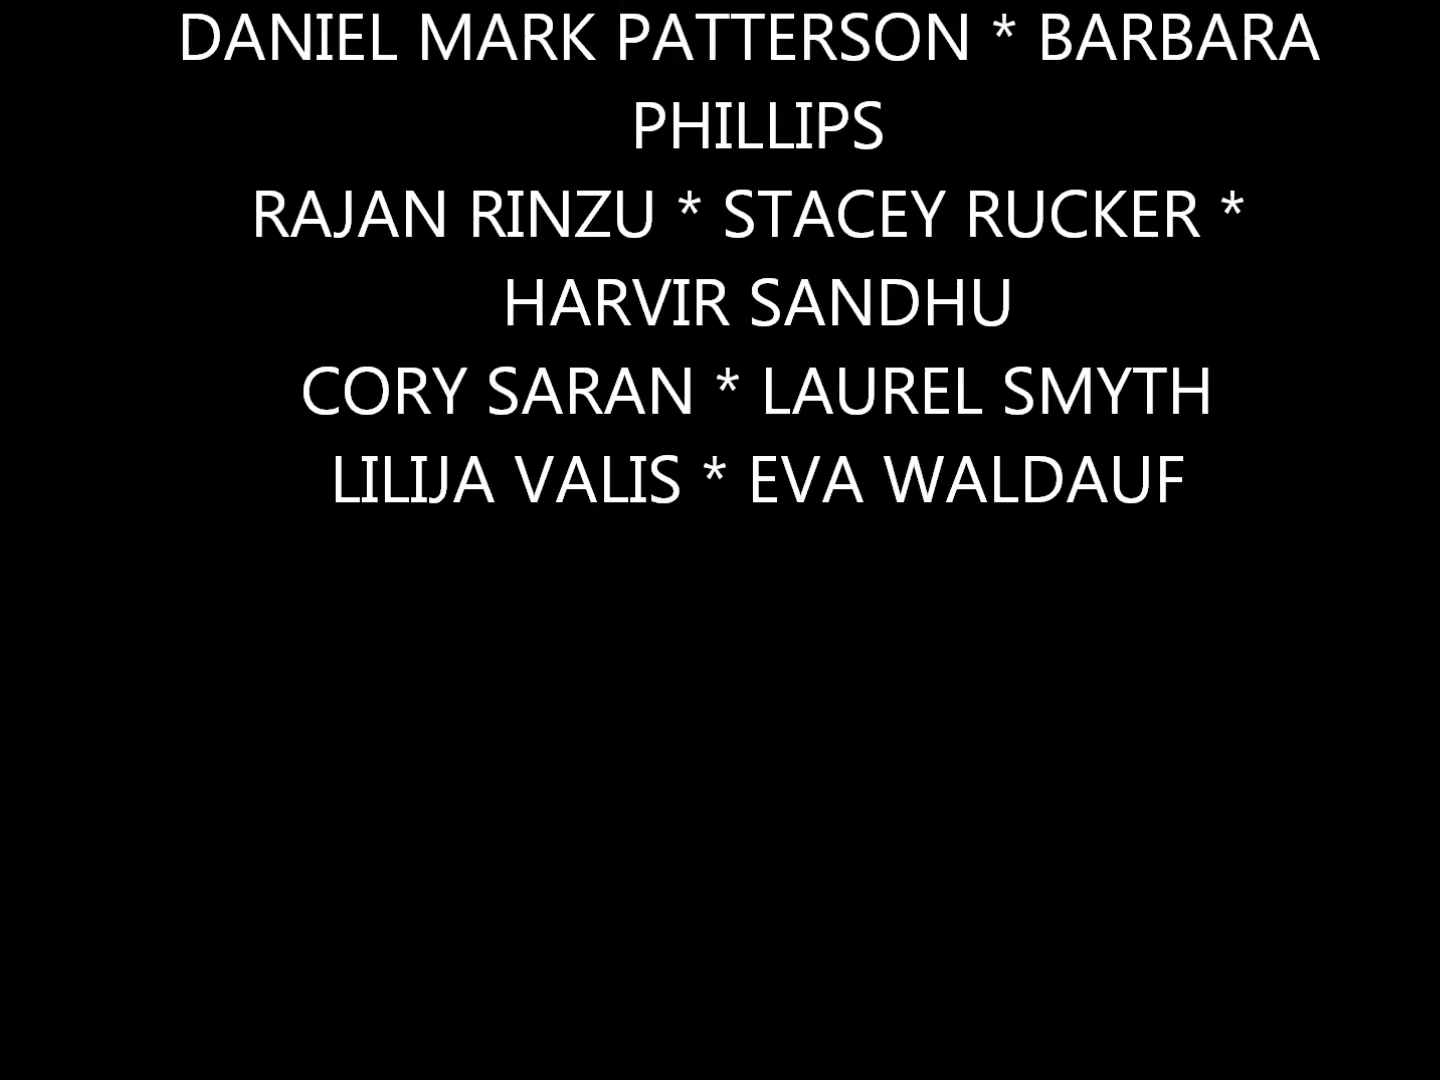 DANIEL MARK PATTERSON * BARBARA
PHILLIPS
RAJAN RINZU * STACEY RUCKER *
HARVIR SANDHU
CORY SARAN * LAUREL SMYTH
LILIJA VALIS * EVA WALDAUF